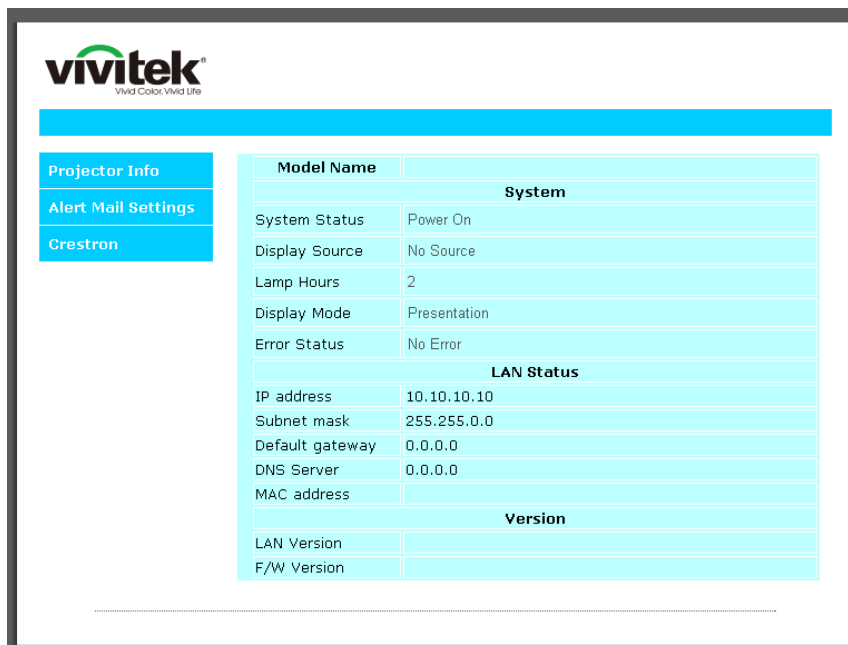 vivitek®
Vivid Color. Vivid Life
Projector Info
Alert Mail Settings
Crestron
Model Name
System
System Status Power On
Display Source No Source
Lamp Hours 2
Display Mode Presentation
Error Status No Error
LAN Status
IP address 10.10.10.10
Subnet mask 255.255.0.0
Default gateway 0.0.0.0
DNS Server 0.0.0.0
MAC address
Version
LAN Version
F/W Version